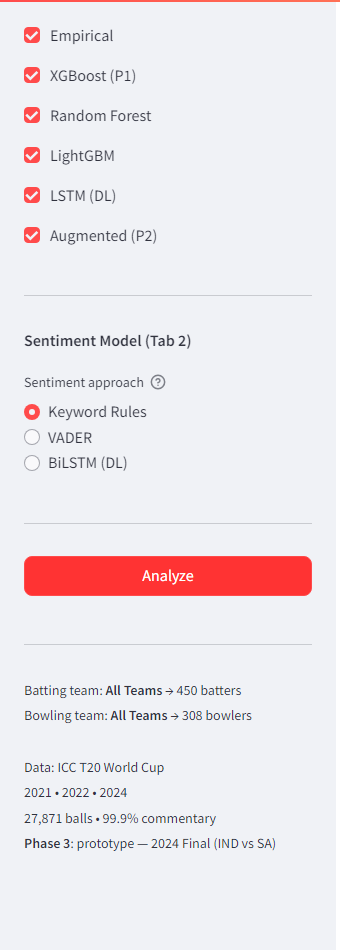 Empirical
XGBoost (P1)
Random Forest
LightGBM
LSTM (DL)
Augmented (P2)
Sentiment Model (Tab 2)
Sentiment approach ?
Keyword Rules
VADER
BiLSTM (DL)
Analyze
Batting team: All Teams → 450 batters
Bowling team: All Teams → 308 bowlers
Data: ICC T20 World Cup
2021 • 2022 • 2024
27,871 balls • 99.9% commentary
Phase 3: prototype — 2024 Final (IND vs SA)